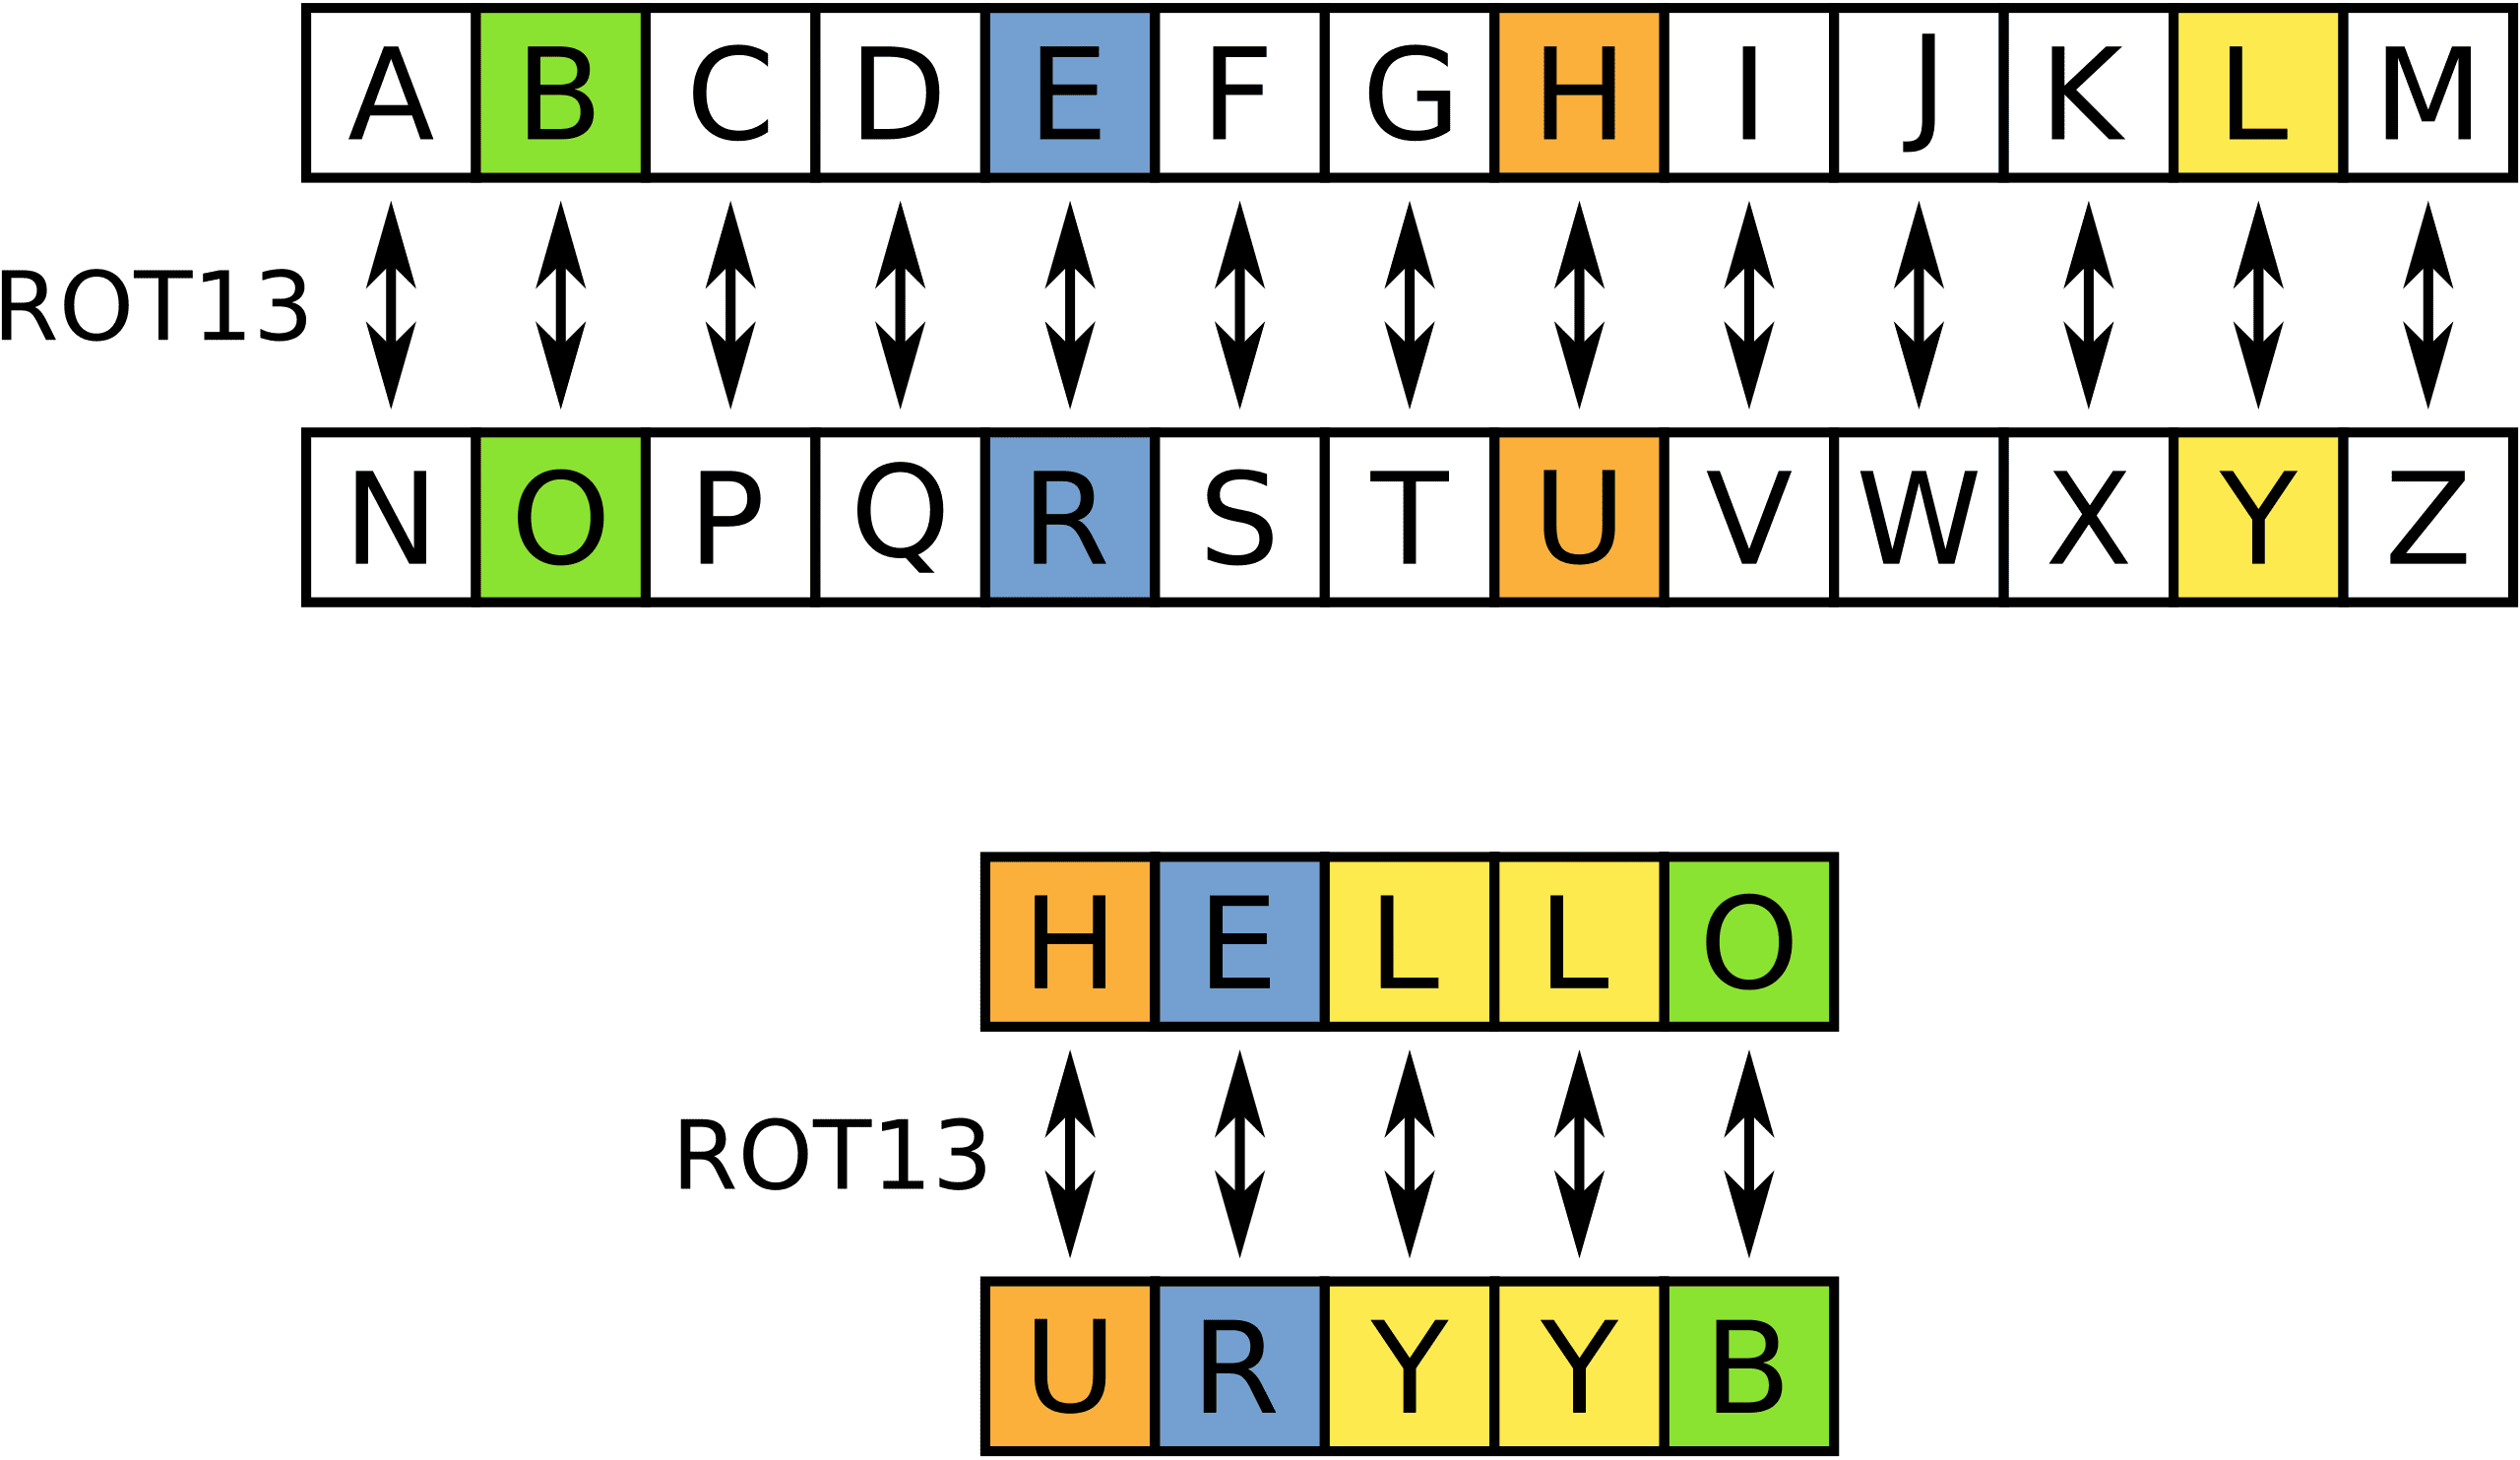 A B C D E F G H I J K L M
ROT13
N O P Q R S T U V W X Y Z
H E L L O
ROT13
U R Y Y B